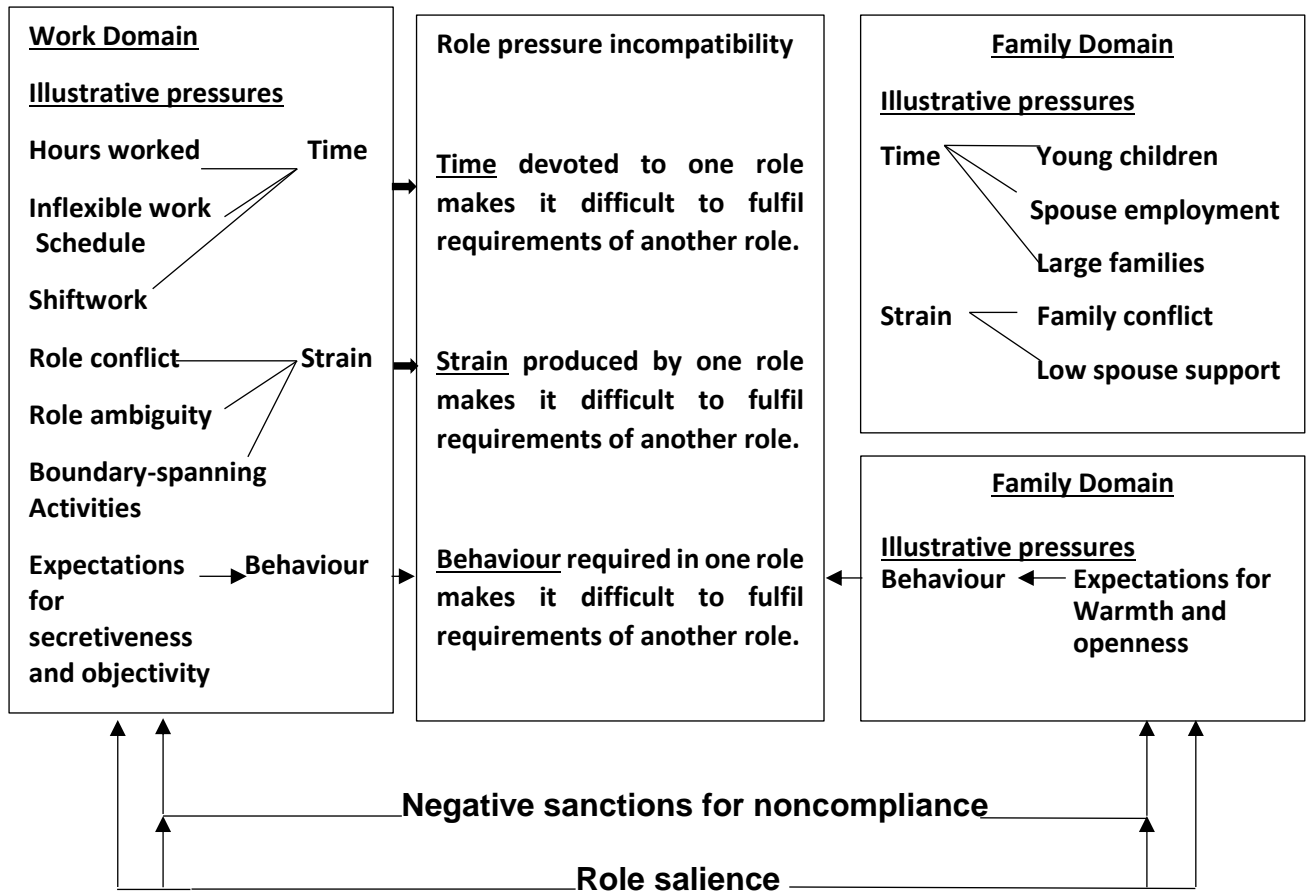 Work Domain
Illustrative pressures
Hours worked
Time
Inflexible work
Schedule
Shiftwork
Role conflict
Strain
Role ambiguity
Boundary-spanning
Activities
Expectations
for
secretiveness
and objectivity
Behaviour
Role pressure incompatibility
Time devoted to one role
makes it difficult to fulfil
requirements of another role.
Strain produced by one role
makes it difficult to fulfil
requirements of another role.
Behaviour required in one role
makes it difficult to fulfil
requirements of another role.
Family Domain
Illustrative pressures
Time
Young children
Spouse employment
Large families
Strain
Family conflict
Low spouse support
Family Domain
Illustrative pressures
Behaviour
Expectations for
Warmth and
openness
Negative sanctions for noncompliance
Role salience